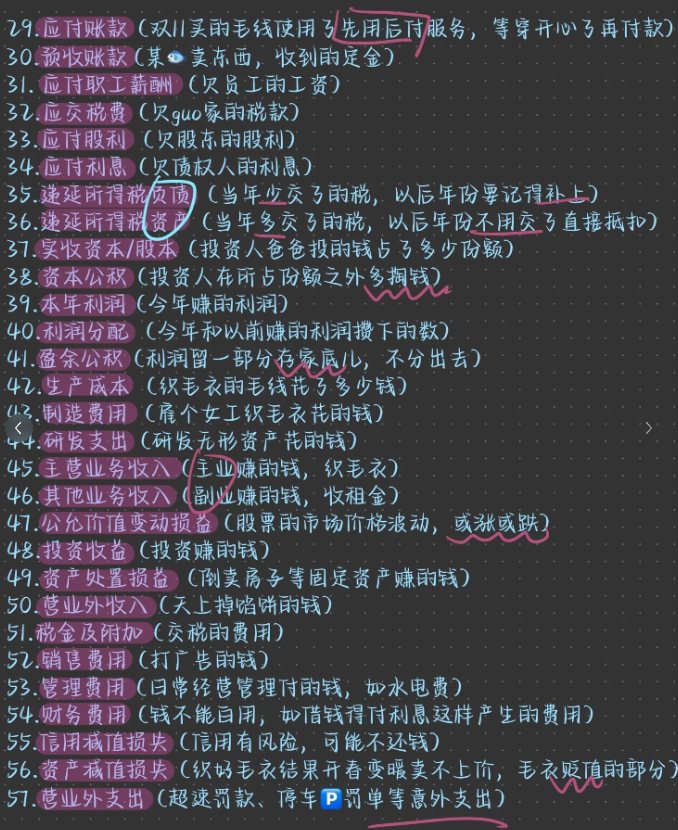 29.应付账款（双11买的毛线使用了先用后付服务，等穿开心了再付款）
30.预收账款（某🐟卖东西，收到的定金）
31.应付职工薪酬（欠员工的工资）
32.应交税费（欠guo家的税款）
33.应付股利（欠股东的股利）
34.应付利息（欠债权人的利息）
35.递延所得税负债（当年少交了的税，以后年份要记得补上）
36.递延所得税资产（当年多交了的税，以后年份不用交了直接抵扣）
37.实收资本/股本（投资人爸爸投的钱占了多少份额）
38.资本公积（投资人在所占份额之外多掏钱）
39.本年利润（今年赚的利润）
40.利润分配（今年和以前赚的利润攒下的数）
41.盈余公积（利润留一部分存家底儿，不分出去）
42.生产成本（织毛衣的毛线花了多少钱）
43.制造费用（雇个女工织毛衣花的钱）
44.研发支出（研发无形资产花的钱）
45.主营业务收入（主业赚的钱，织毛衣）
46.其他业务收入（副业赚的钱，收租金）
47.公允价值变动损益（股票的市场价格波动，或涨或跌）
48.投资收益（投资赚的钱）
49.资产处置损益（倒卖房子等固定资产赚的钱）
50.营业外收入（天上掉馅饼的钱）
51.税金及附加（交税的费用）
52.销售费用（打广告的钱）
53.管理费用（日常经营管理付的钱，如水电费）
54.财务费用（钱不能白用，如借钱得付利息这样产生的费用）
55.信用减值损失（信用有风险，可能不还钱）
56.资产减值损失（织好毛衣结果开春变暖卖不上价，毛衣贬值的部分）
57.营业外支出（超速罚款、停车🅿️罚单等意外支出）